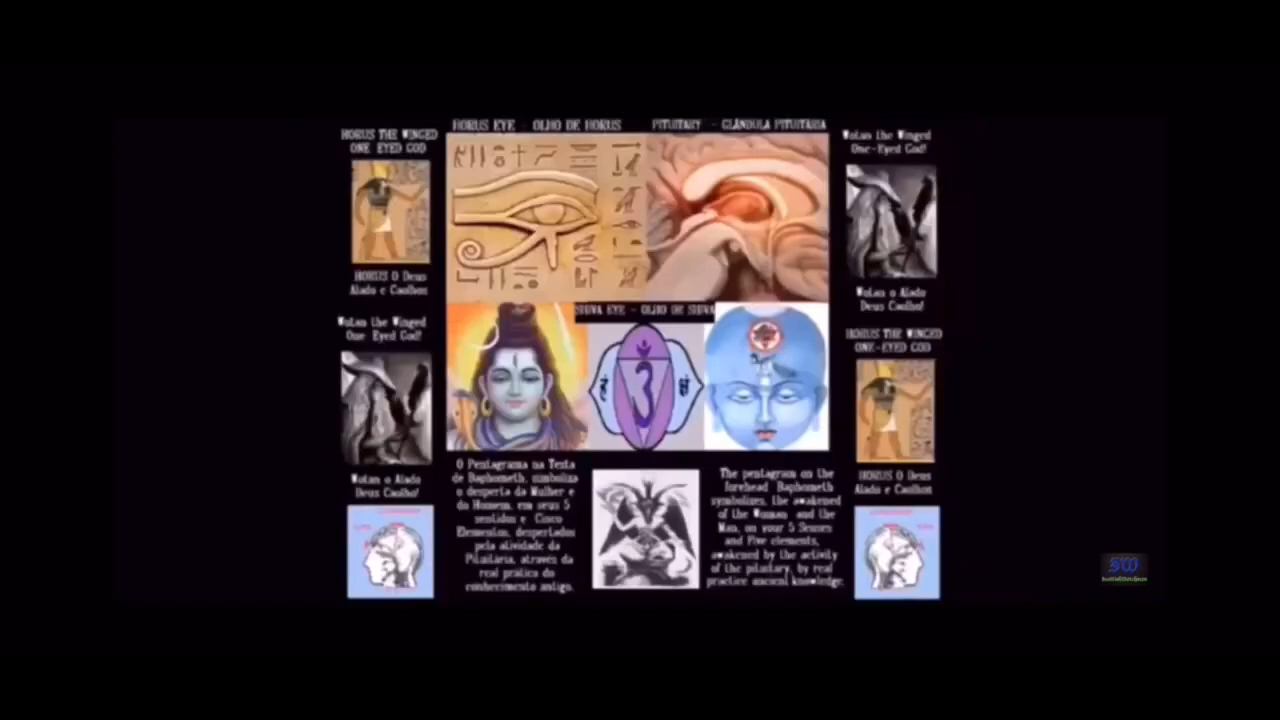 HORUS EYE - OLHO DE HORUS
PITUITARY - GLÂNDULA PITUITÁRIA
HORUS THE WINGED
ONE EYED GOD
HORUS O Deus
Alado e Caolhos
Wotan the Winged
One Eyed God!
Wotan o Alado
Deus Caolho!
SHIVA EYE - OLHO DE SHIVA
O Pentagrama na Testa
de Baphometh, simboliza
o desperta da Mulher e
do Homem, em seus 5
sentidos e Cinco
Elementos, despertados
pela atividade da
Pituitária, através da
real prática do
conhecimento antigo.
The pentagram on the
forehead Baphometh
symbolizes, the awakened
of the Woman and the
Man, on your 5 Senses
and Five elements,
awakened by the activity
of the pituitary, by real
practice ancient knowledge.
Wotan the Winged
One-Eyed God!
Wotan o Alado
Deus Caolho!
HORUS THE WINGED
ONE-EYED GOD
HORUS O Deus
Alado e Caolhos
SW